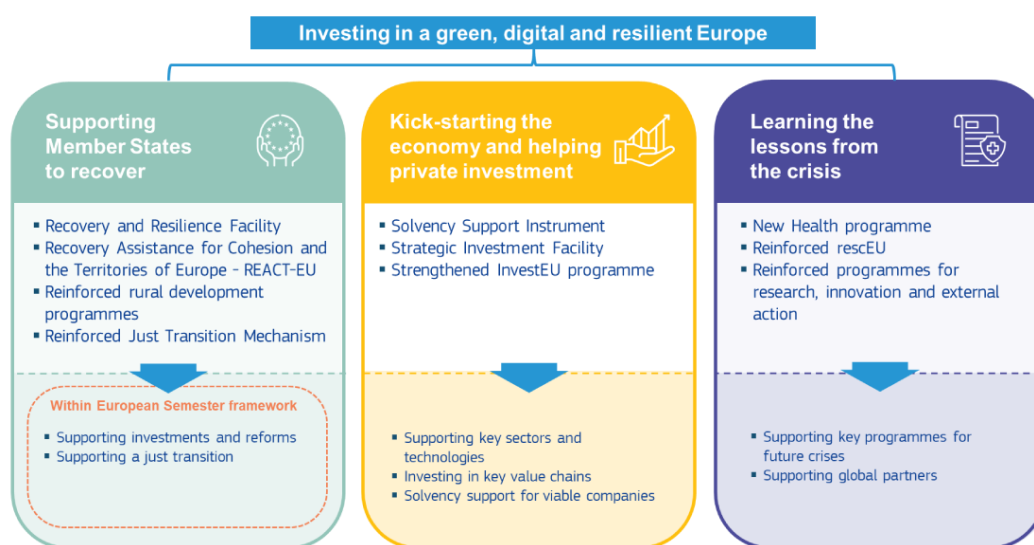 Investing in a green, digital and resilient Europe
Supporting
Member States
to recover
▪ Recovery and Resilience Facility
▪ Recovery Assistance for Cohesion and
the Territories of Europe - REACT-EU
▪ Reinforced rural development
programmes
▪ Reinforced Just Transition Mechanism
Within European Semester framework
▪ Supporting investments and reforms
▪ Supporting a just transition
Kick-starting the
economy and helping
private investment
▪ Solvency Support Instrument
▪ Strategic Investment Facility
▪ Strengthened InvestEU programme
▪ Supporting key sectors and
technologies
▪ Investing in key value chains
▪ Solvency support for viable companies
Learning the
lessons from
the crisis
▪ New Health programme
▪ Reinforced rescEU
▪ Reinforced programmes for
research, innovation and external
action
▪ Supporting key programmes for
future crises
▪ Supporting global partners